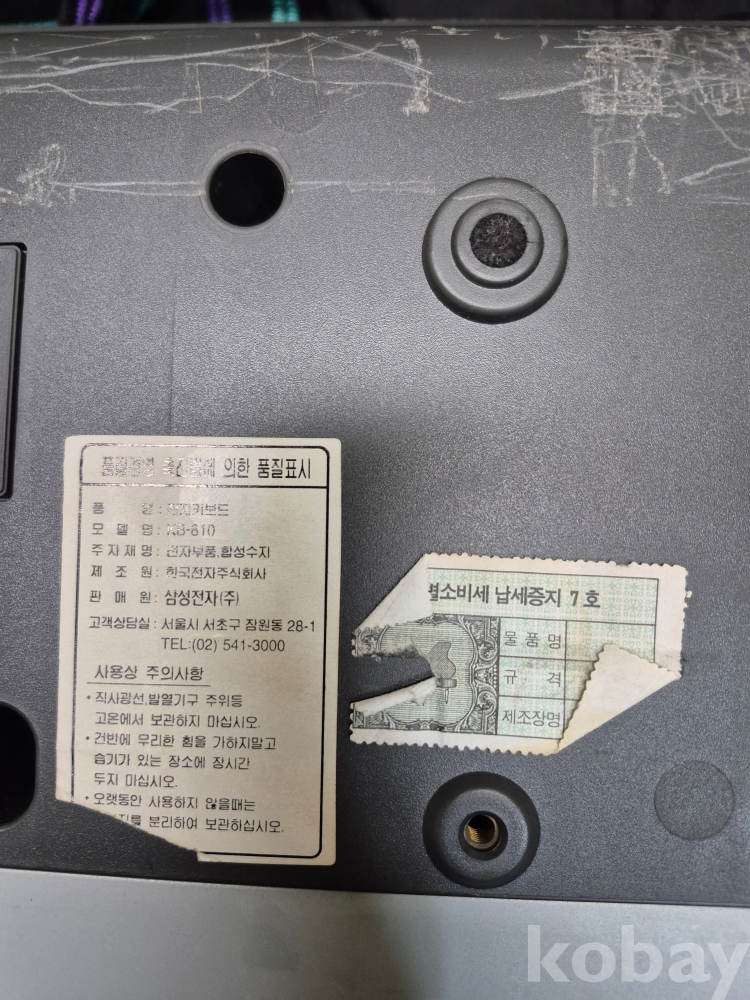 의한 품질표시
품 명 : 전자키보드
모 델 명 : KB-610
주 자 재 명 : 전자부품,합성수지
제 조 원 : 한국전자주식회사
판 매 원 : 삼성전자(주)
고객상담실 : 서울시 서초구 잠원동 28-1
TEL:(02) 541-3000
사용상 주의사항
• 직사광선,발열기구 주위등
고온에서 보관하지 마십시오.
• 건반에 무리한 힘을 가하지말고
습기가 있는 장소에 장시간
두지 마십시오.
• 오랫동안 사용하지 않을때는
분리하여 보관하십시오.
별소비세 납세증지 7호
물 품 명
규 격
제조장명
kobay